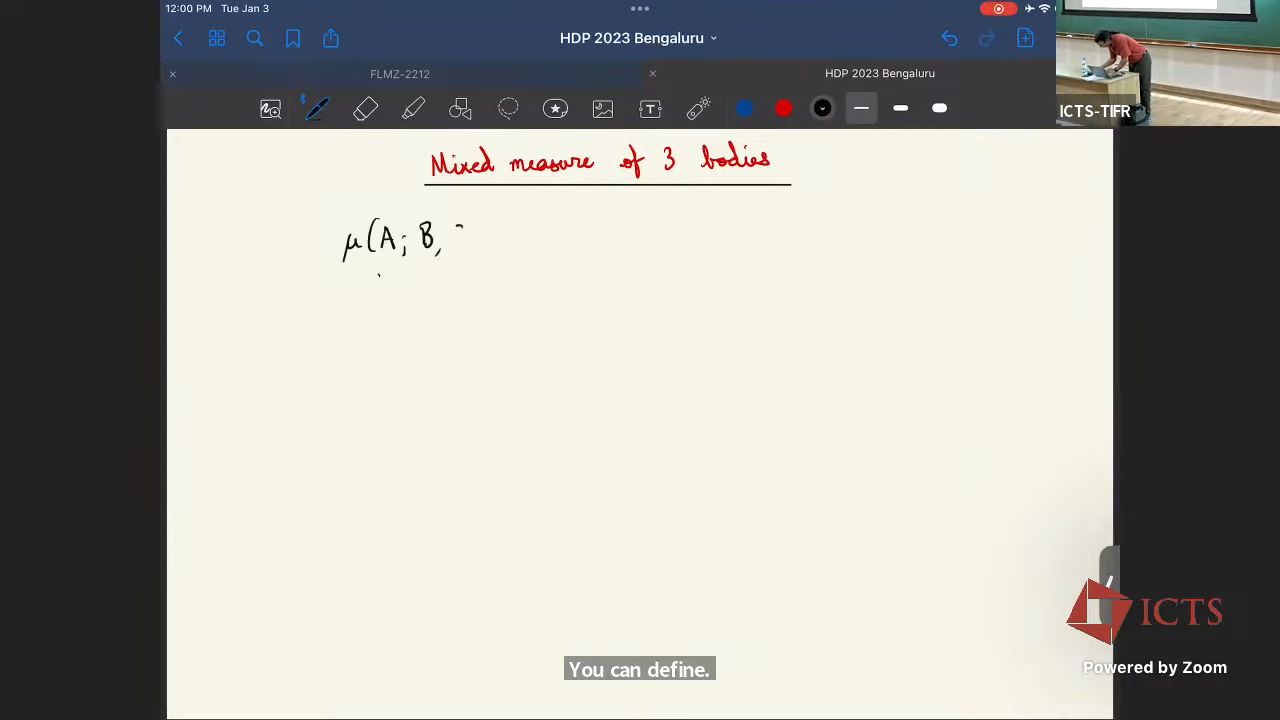 12:00 PM Tue Jan 3
HDP 2023 Bengaluru
FLMZ-2212
HDP 2023 Bengaluru
ICTS-TIFR
Mixed measure of 3 bodies
μ(A; B,
ICTS
You can define.
Powered by Zoom